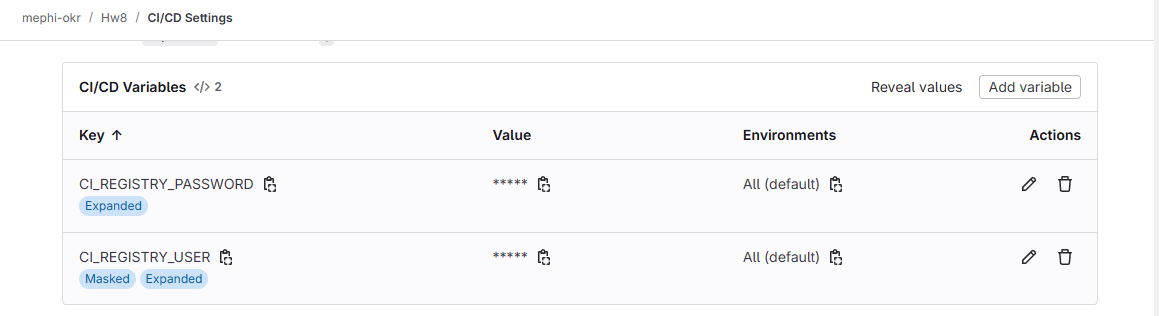 mephi-okr / Hw8 / CI/CD Settings
CI/CD Variables </> 2 Reveal values Add variable
Key ↑ Value Environments Actions
CI_REGISTRY_PASSWORD ***** All (default)
Expanded
CI_REGISTRY_USER ***** All (default)
Masked Expanded